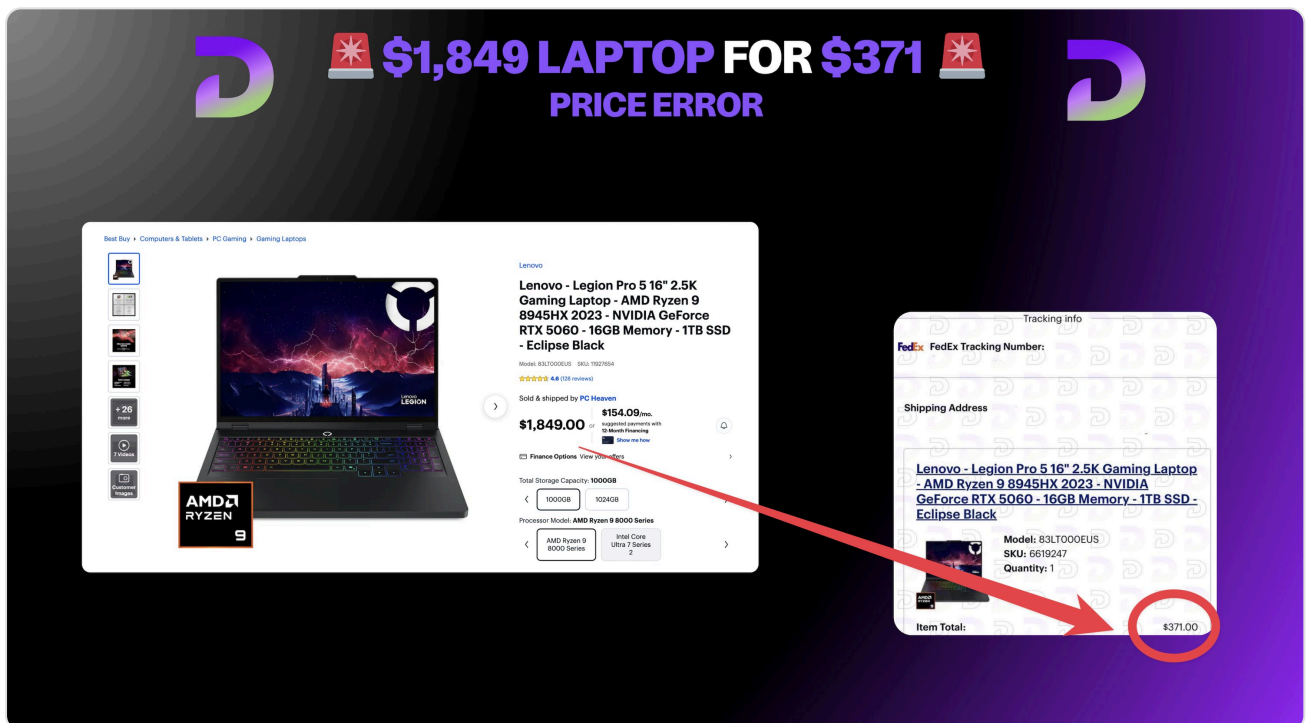 🚨 $1,849 LAPTOP FOR $371 🚨
PRICE ERROR
Best Buy › Computers & Tablets › PC Gaming › Gaming Laptops
+ 26
more
7 Videos
Customer
Images
LENOVO
LEGION
AMD
RYZEN
9
Lenovo
Lenovo - Legion Pro 5 16" 2.5K
Gaming Laptop - AMD Ryzen 9
8945HX 2023 - NVIDIA GeForce
RTX 5060 - 16GB Memory - 1TB SSD
- Eclipse Black
Model: 83LT000EUS SKU: 11927654
4.6 (128 reviews)
Sold & shipped by PC Heaven
$1,849.00 or
$154.09/mo.
suggested payments with
12-Month Financing
Show me how
Finance Options View your offers
Total Storage Capacity: 1000GB
1000GB 1024GB
Processor Model: AMD Ryzen 9 8000 Series
AMD Ryzen 9
8000 Series
Intel Core
Ultra 7 Series
2
Tracking info
FedEx FedEx Tracking Number:
Shipping Address
Lenovo - Legion Pro 5 16" 2.5K Gaming Laptop
- AMD Ryzen 9 8945HX 2023 - NVIDIA
GeForce RTX 5060 - 16GB Memory - 1TB SSD -
Eclipse Black
Model: 83LT000EUS
SKU: 6619247
Quantity: 1
AMD
RYZEN
9
Item Total: $371.00